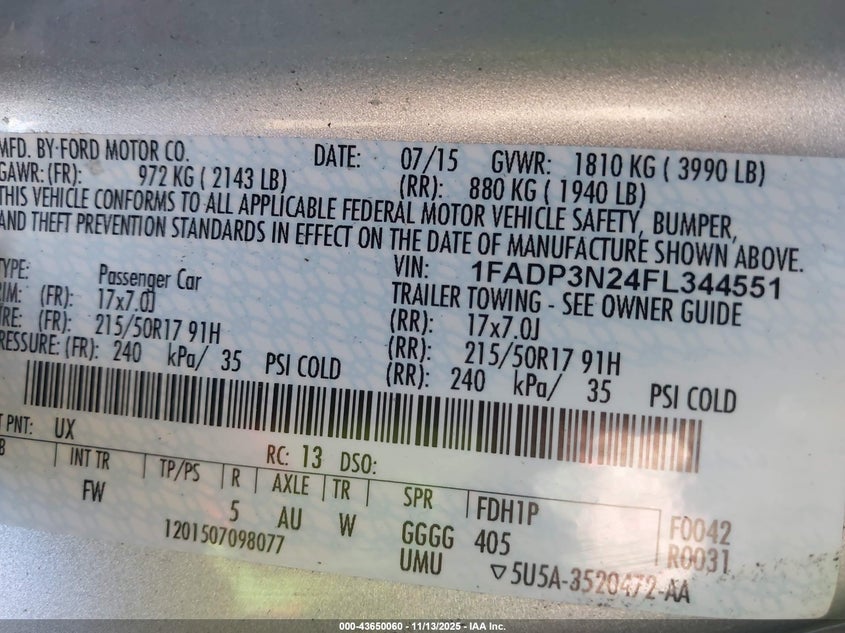 MFD. BY FORD MOTOR CO. DATE: 07/15 GVWR: 1810 KG ( 3990 LB)
GAWR: (FR): 972 KG ( 2143 LB) (RR): 880 KG ( 1940 LB)
THIS VEHICLE CONFORMS TO ALL APPLICABLE FEDERAL MOTOR VEHICLE SAFETY, BUMPER,
AND THEFT PREVENTION STANDARDS IN EFFECT ON THE DATE OF MANUFACTURE SHOWN ABOVE.
TYPE: Passenger Car VIN: 1FADP3N24FL344551
TRAILER TOWING - SEE OWNER GUIDE
RIM: (FR): 17x7.0J (RR): 17x7.0J
TIRE: (FR): 215/50R17 91H (RR): 215/50R17 91H
PRESSURE: (FR): 240 kPa/ 35 PSI COLD (RR): 240 kPa/ 35 PSI COLD
T PNT: UX
RC: 13 DSO:
B INT TR TP/PS R AXLE TR SPR FDH1P
FW 5 AU W GGGG 405 F0042
1201507098077 UMU R0031
▽5U5A-3520472-AA
000-43650060 - 11/13/2025 - IAA Inc.